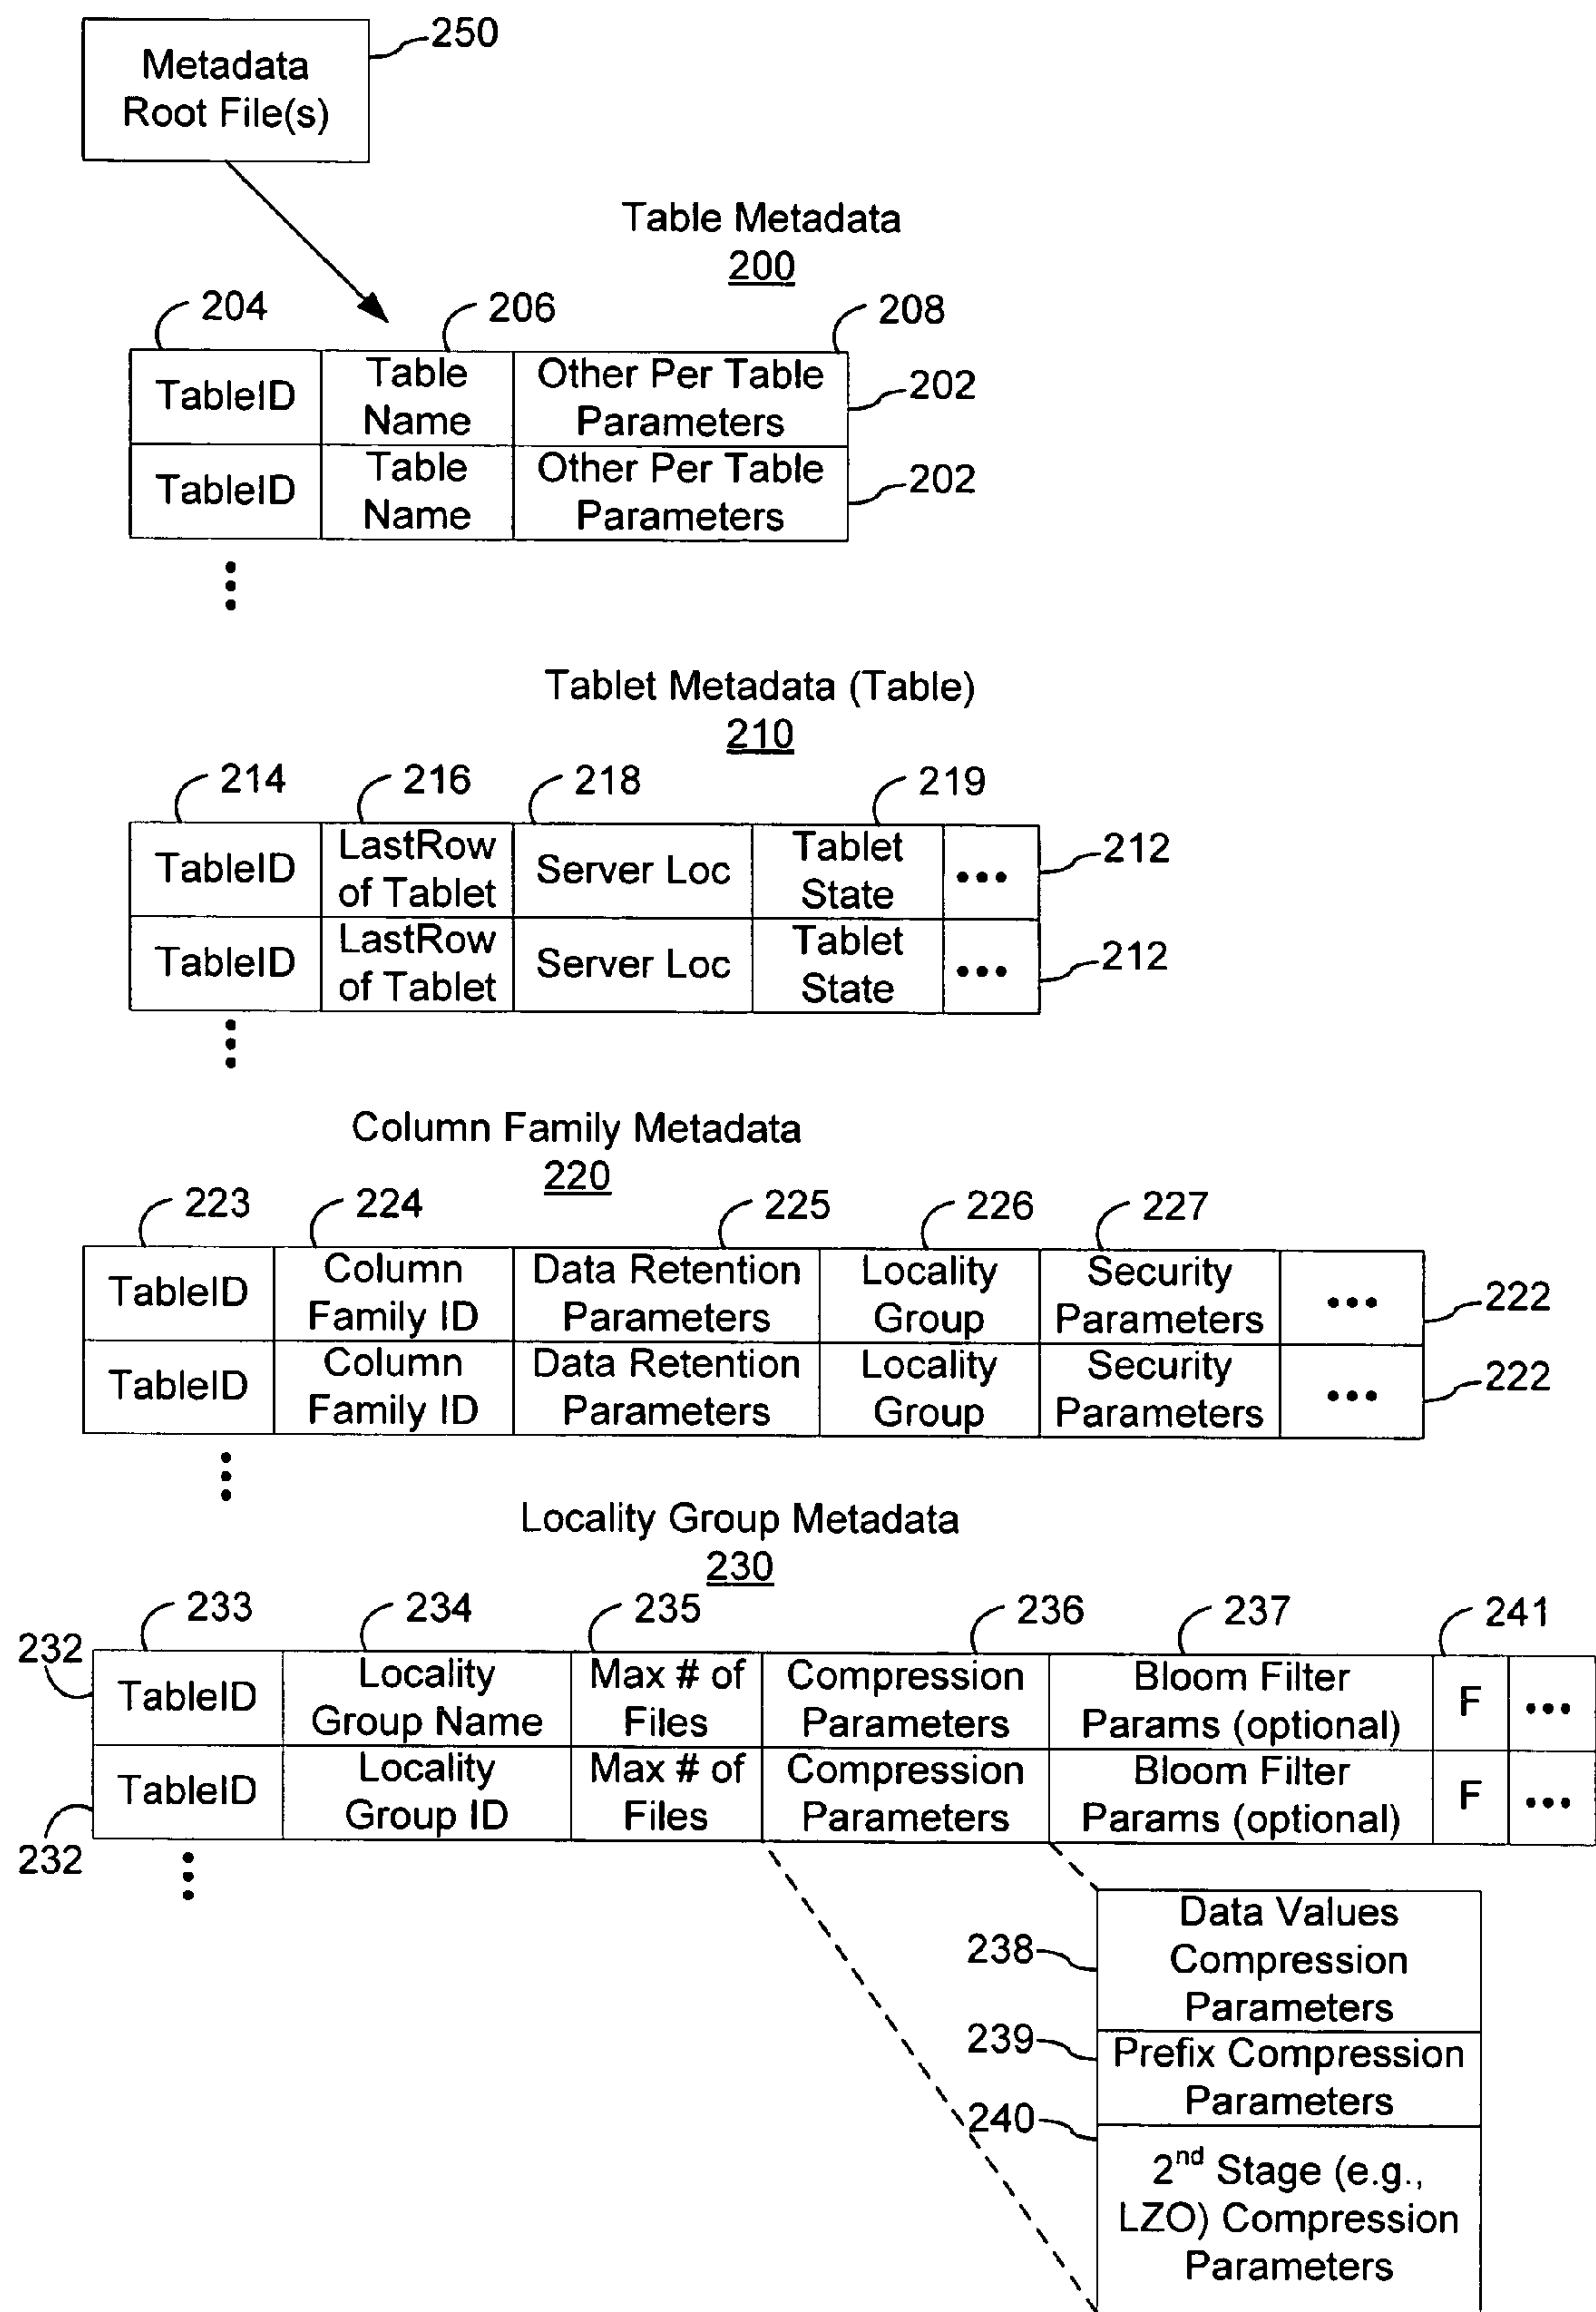 250
Metadata
Root File(s)
Table Metadata
200
204
206
208
TableID
Table
Name
Other Per Table
Parameters
202
TableID
Table
Name
Other Per Table
Parameters
202
Tablet Metadata (Table)
210
214
216
218
219
TableID
LastRow
of Tablet
Server Loc
Tablet
State
•••
212
TableID
LastRow
of Tablet
Server Loc
Tablet
State
•••
212
Column Family Metadata
220
223
224
225
226
227
TableID
Column
Family ID
Data Retention
Parameters
Locality
Group
Security
Parameters
•••
222
TableID
Column
Family ID
Data Retention
Parameters
Locality
Group
Security
Parameters
•••
222
Locality Group Metadata
230
233
234
235
236
237
241
232
TableID
Locality
Group Name
Max # of
Files
Compression
Parameters
Bloom Filter
Params (optional)
F
•••
TableID
Locality
Group ID
Max # of
Files
Compression
Parameters
Bloom Filter
Params (optional)
F
•••
232
238
Data Values
Compression
Parameters
239
Prefix Compression
Parameters
240
2nd Stage (e.g.,
LZO) Compression
Parameters